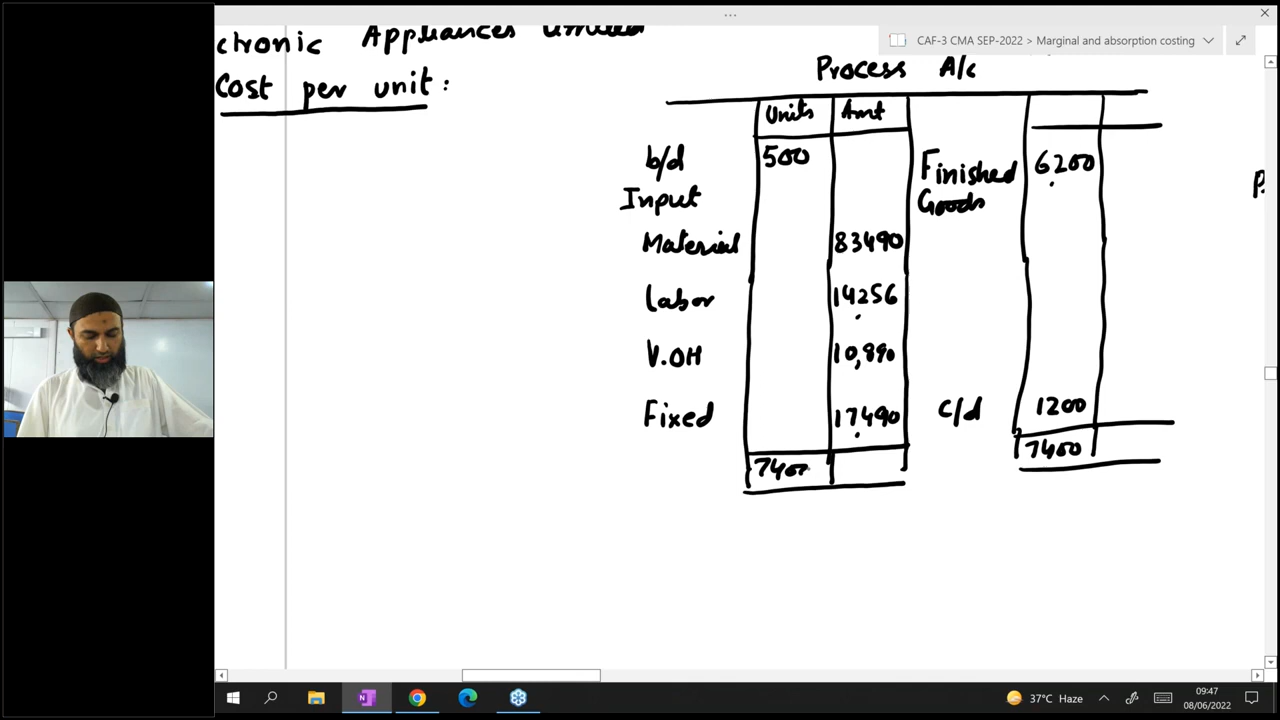 CAF-3 CMA SEP-2022 > Marginal and absorption costing
ctronic Appliances Limited
Cost per unit :
Process A/c
Units Amt
b/d 500 Finished 6200
Input Goods
Material 83490
Labor 14256
V.OH 10,890
Fixed 17490 c/d 1200
7400 7400
P.
37°C Haze
09:47
08/06/2022